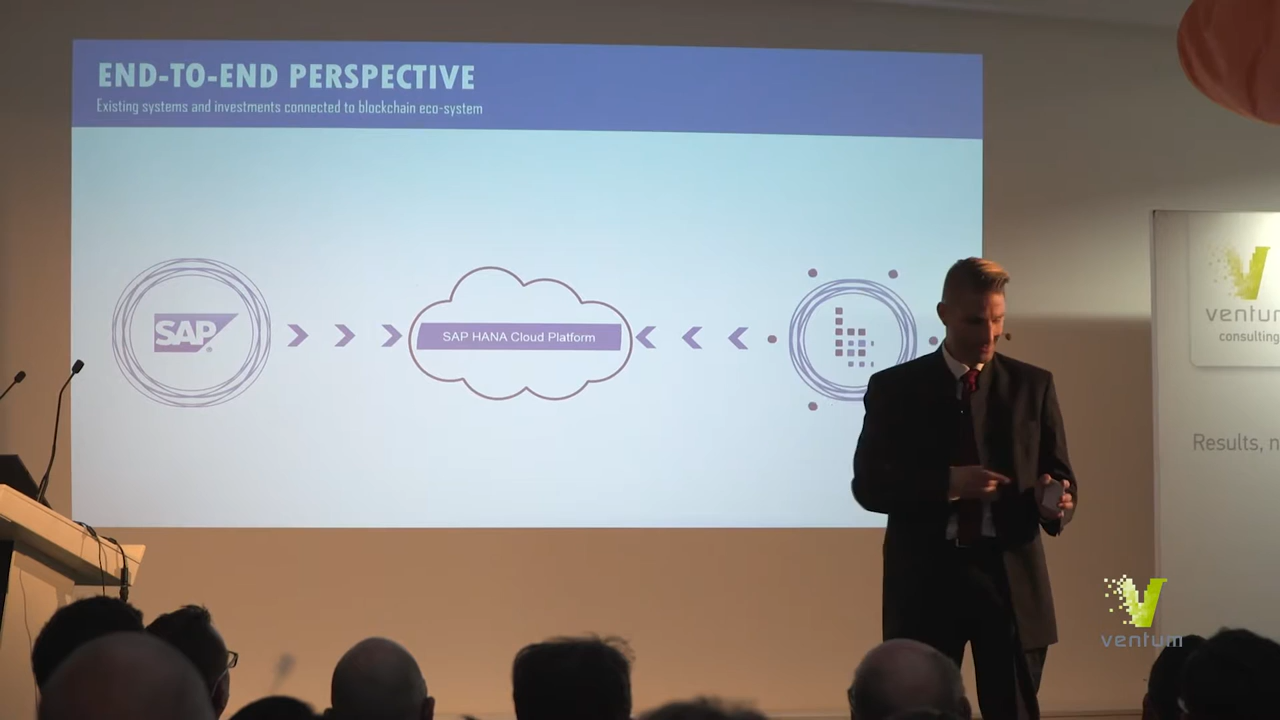 END-TO-END PERSPECTIVE
Existing systems and investments connected to blockchain eco-system
SAP
®
SAP HANA Cloud Platform
ventum
consulting
Results, n
ventum